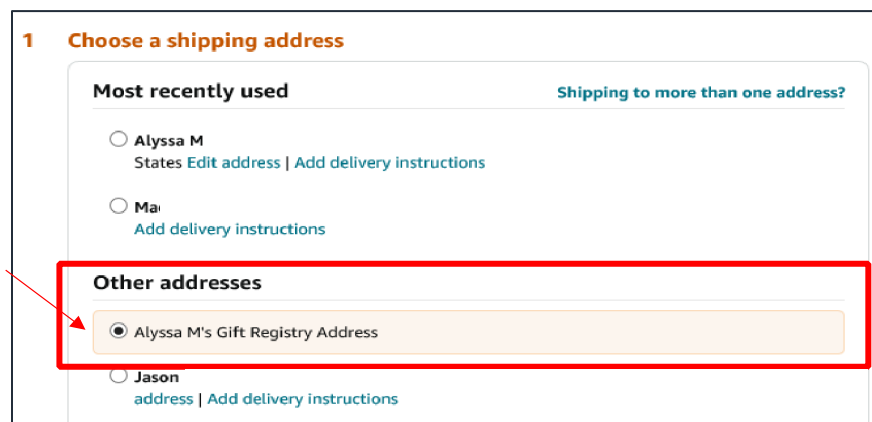 1 Choose a shipping address
Most recently used
Shipping to more than one address?
Alyssa M
States Edit address | Add delivery instructions
Add delivery instructions
Other addresses
Alyssa M's Gift Registry Address
Jason
address | Add delivery instructions